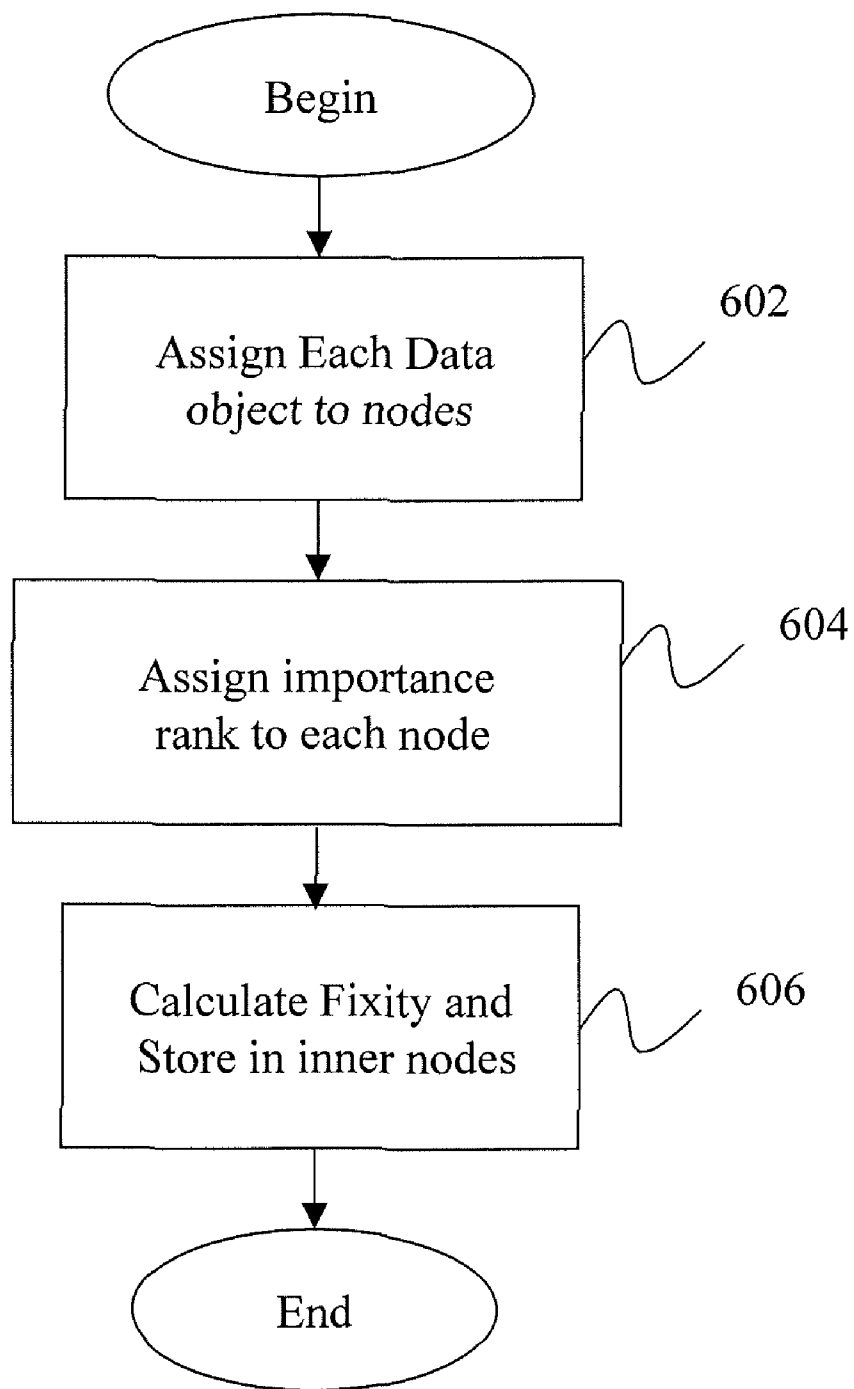 Begin
Assign Each Data
object to nodes
602
Assign importance
rank to each node
604
Calculate Fixity and
Store in inner nodes
606
End